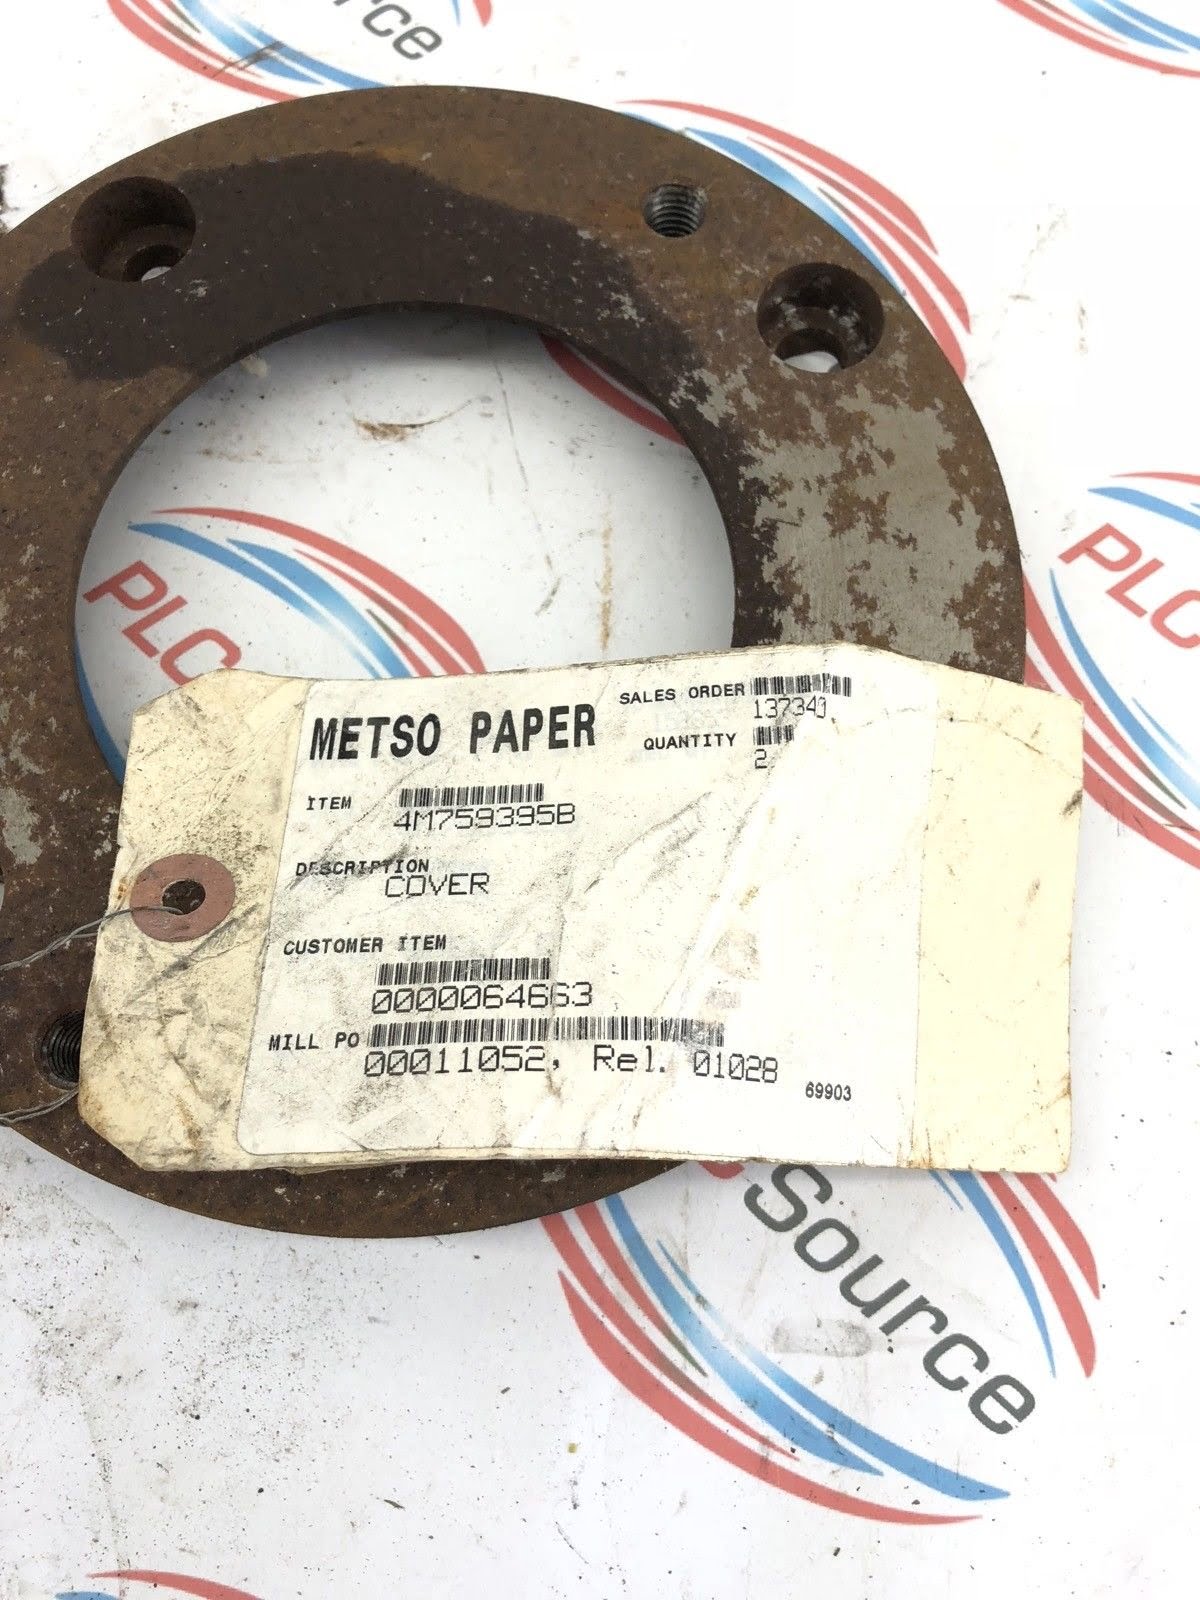 Source
METSO PAPER
SALES ORDER
QUANTITY
2
ITEM
4M759395B
DESCRIPTION
COVER
CUSTOMER ITEM
0000064663
MILL PO
00011052, Rel. 01028
69903
PLC
PLC
Source